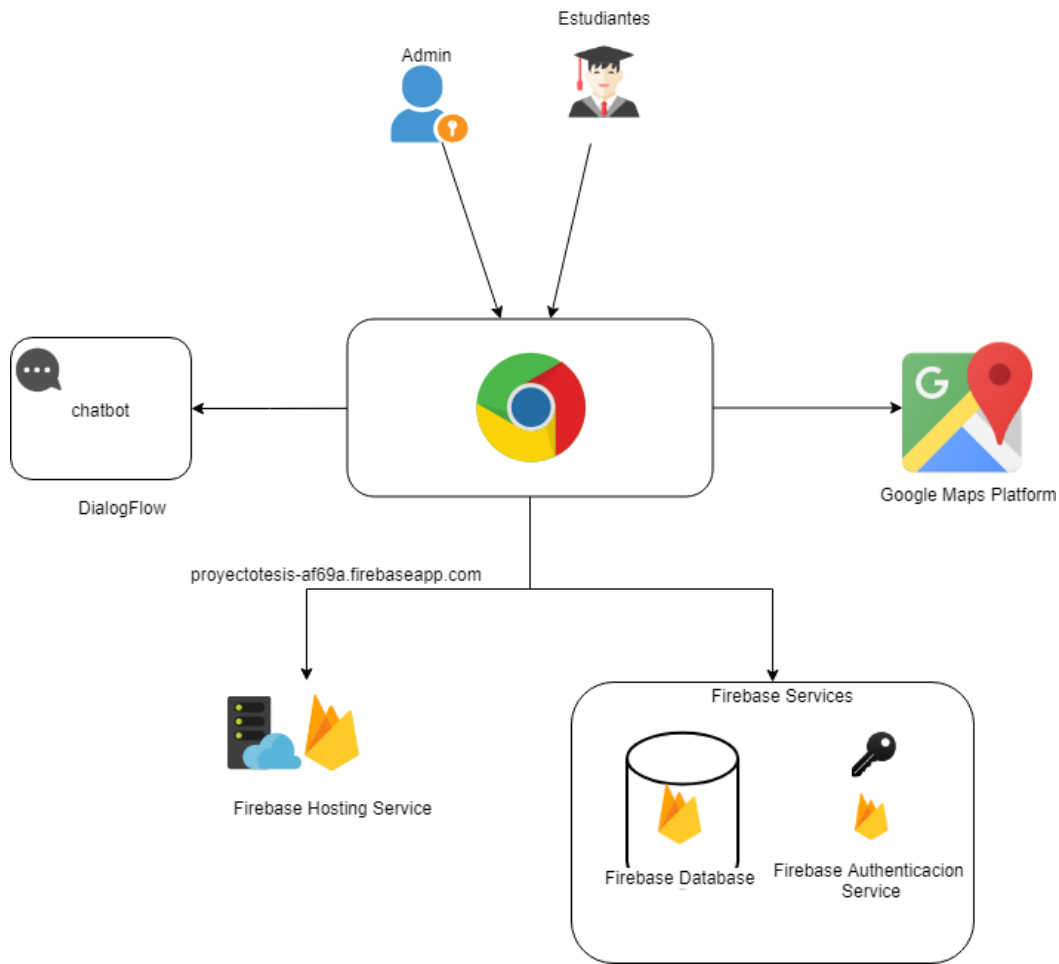 Estudiantes
Admin
chatbot
DialogFlow
G
Google Maps Platform
proyectotesis-af69a.firebaseapp.com
Firebase Services
Firebase Hosting Service
Firebase Database
Firebase Authenticacion
Service